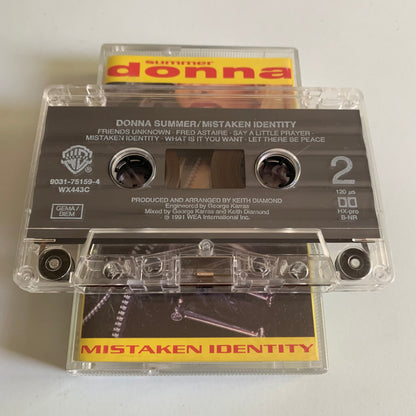 summer
donna
DONNA SUMMER/MISTAKEN IDENTITY
FRIENDS UNKNOWN · FRED ASTAIRE · SAY A LITTLE PRAYER ·
MISTAKEN IDENTITY · WHAT IS IT YOU WANT · LET THERE BE PEACE
9031-75159-4
WX443C
GEMA/
BIEM
2
120 µs
HX-pro
B-NR
PRODUCED AND ARRANGED BY KEITH DIAMOND
Engineered by George Karras
Mixed by George Karras and Keith Diamond
℗ 1991 WEA International Inc.
MISTAKEN IDENTITY